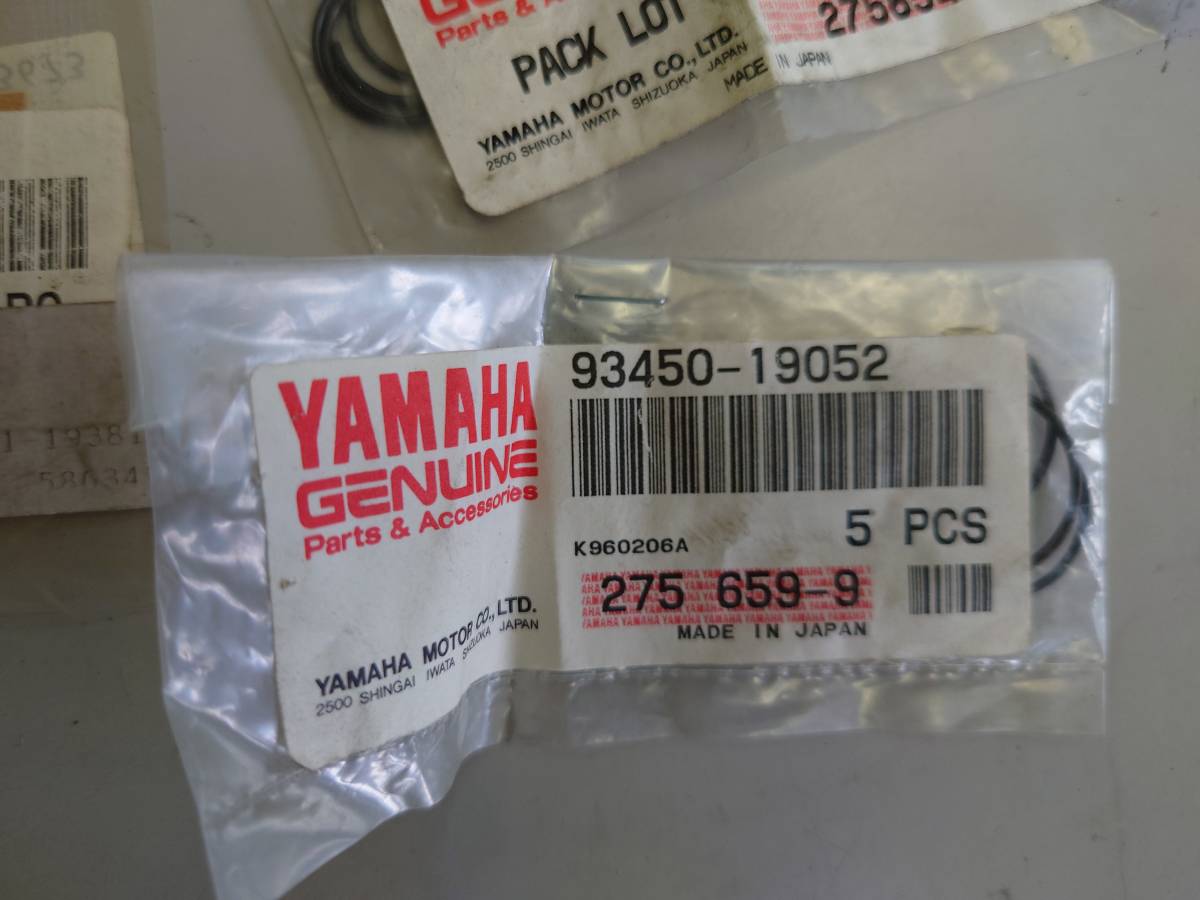 GENUINE
Parts & A
PACK LOT
YAMAHA MOTOR CO., LTD.
2500 SHINGAI IWATA SHIZUOKA JAPAN
MADE IN JAPAN
YAMAHA
GENUINE
Parts & Accessories
YAMAHA MOTOR CO., LTD.
2500 SHINGAI IWATA SHIZUOKA JAPAN
93450-19052
5 PCS
K960206A
275 659-9
MADE IN JAPAN